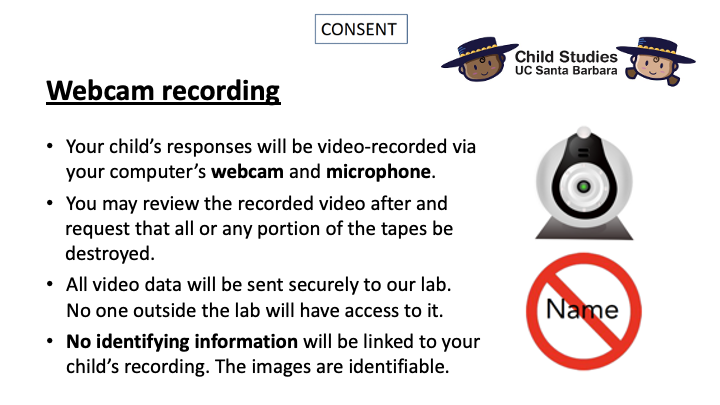 CONSENT
Child Studies
UC Santa Barbara
Webcam recording
• Your child’s responses will be video-recorded via
your computer’s webcam and microphone.
• You may review the recorded video after and
request that all or any portion of the tapes be
destroyed.
• All video data will be sent securely to our lab.
No one outside the lab will have access to it.
• No identifying information will be linked to your
child’s recording. The images are identifiable.
Name